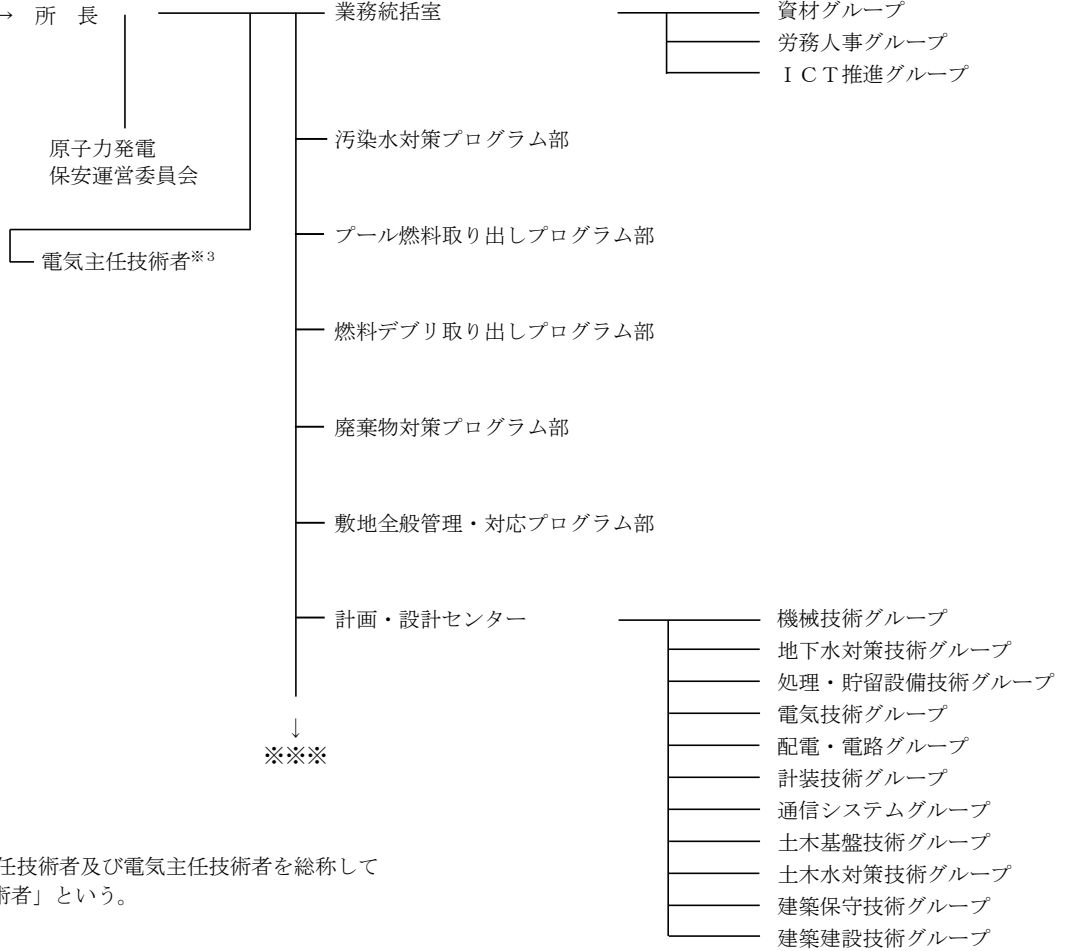 → 所 長
業務統括室
資材グループ
労務人事グループ
ＩＣＴ推進グループ
原子力発電
保安運営委員会
汚染水対策プログラム部
プール燃料取り出しプログラム部
電気主任技術者※3
燃料デブリ取り出しプログラム部
廃棄物対策プログラム部
敷地全般管理・対応プログラム部
計画・設計センター
機械技術グループ
地下水対策技術グループ
処理・貯留設備技術グループ
電気技術グループ
配電・電路グループ
計装技術グループ
通信システムグループ
土木基盤技術グループ
土木水対策技術グループ
建築保守技術グループ
建築建設技術グループ
↓
※※※
任技術者及び電気主任技術者を総称して
術者」という。